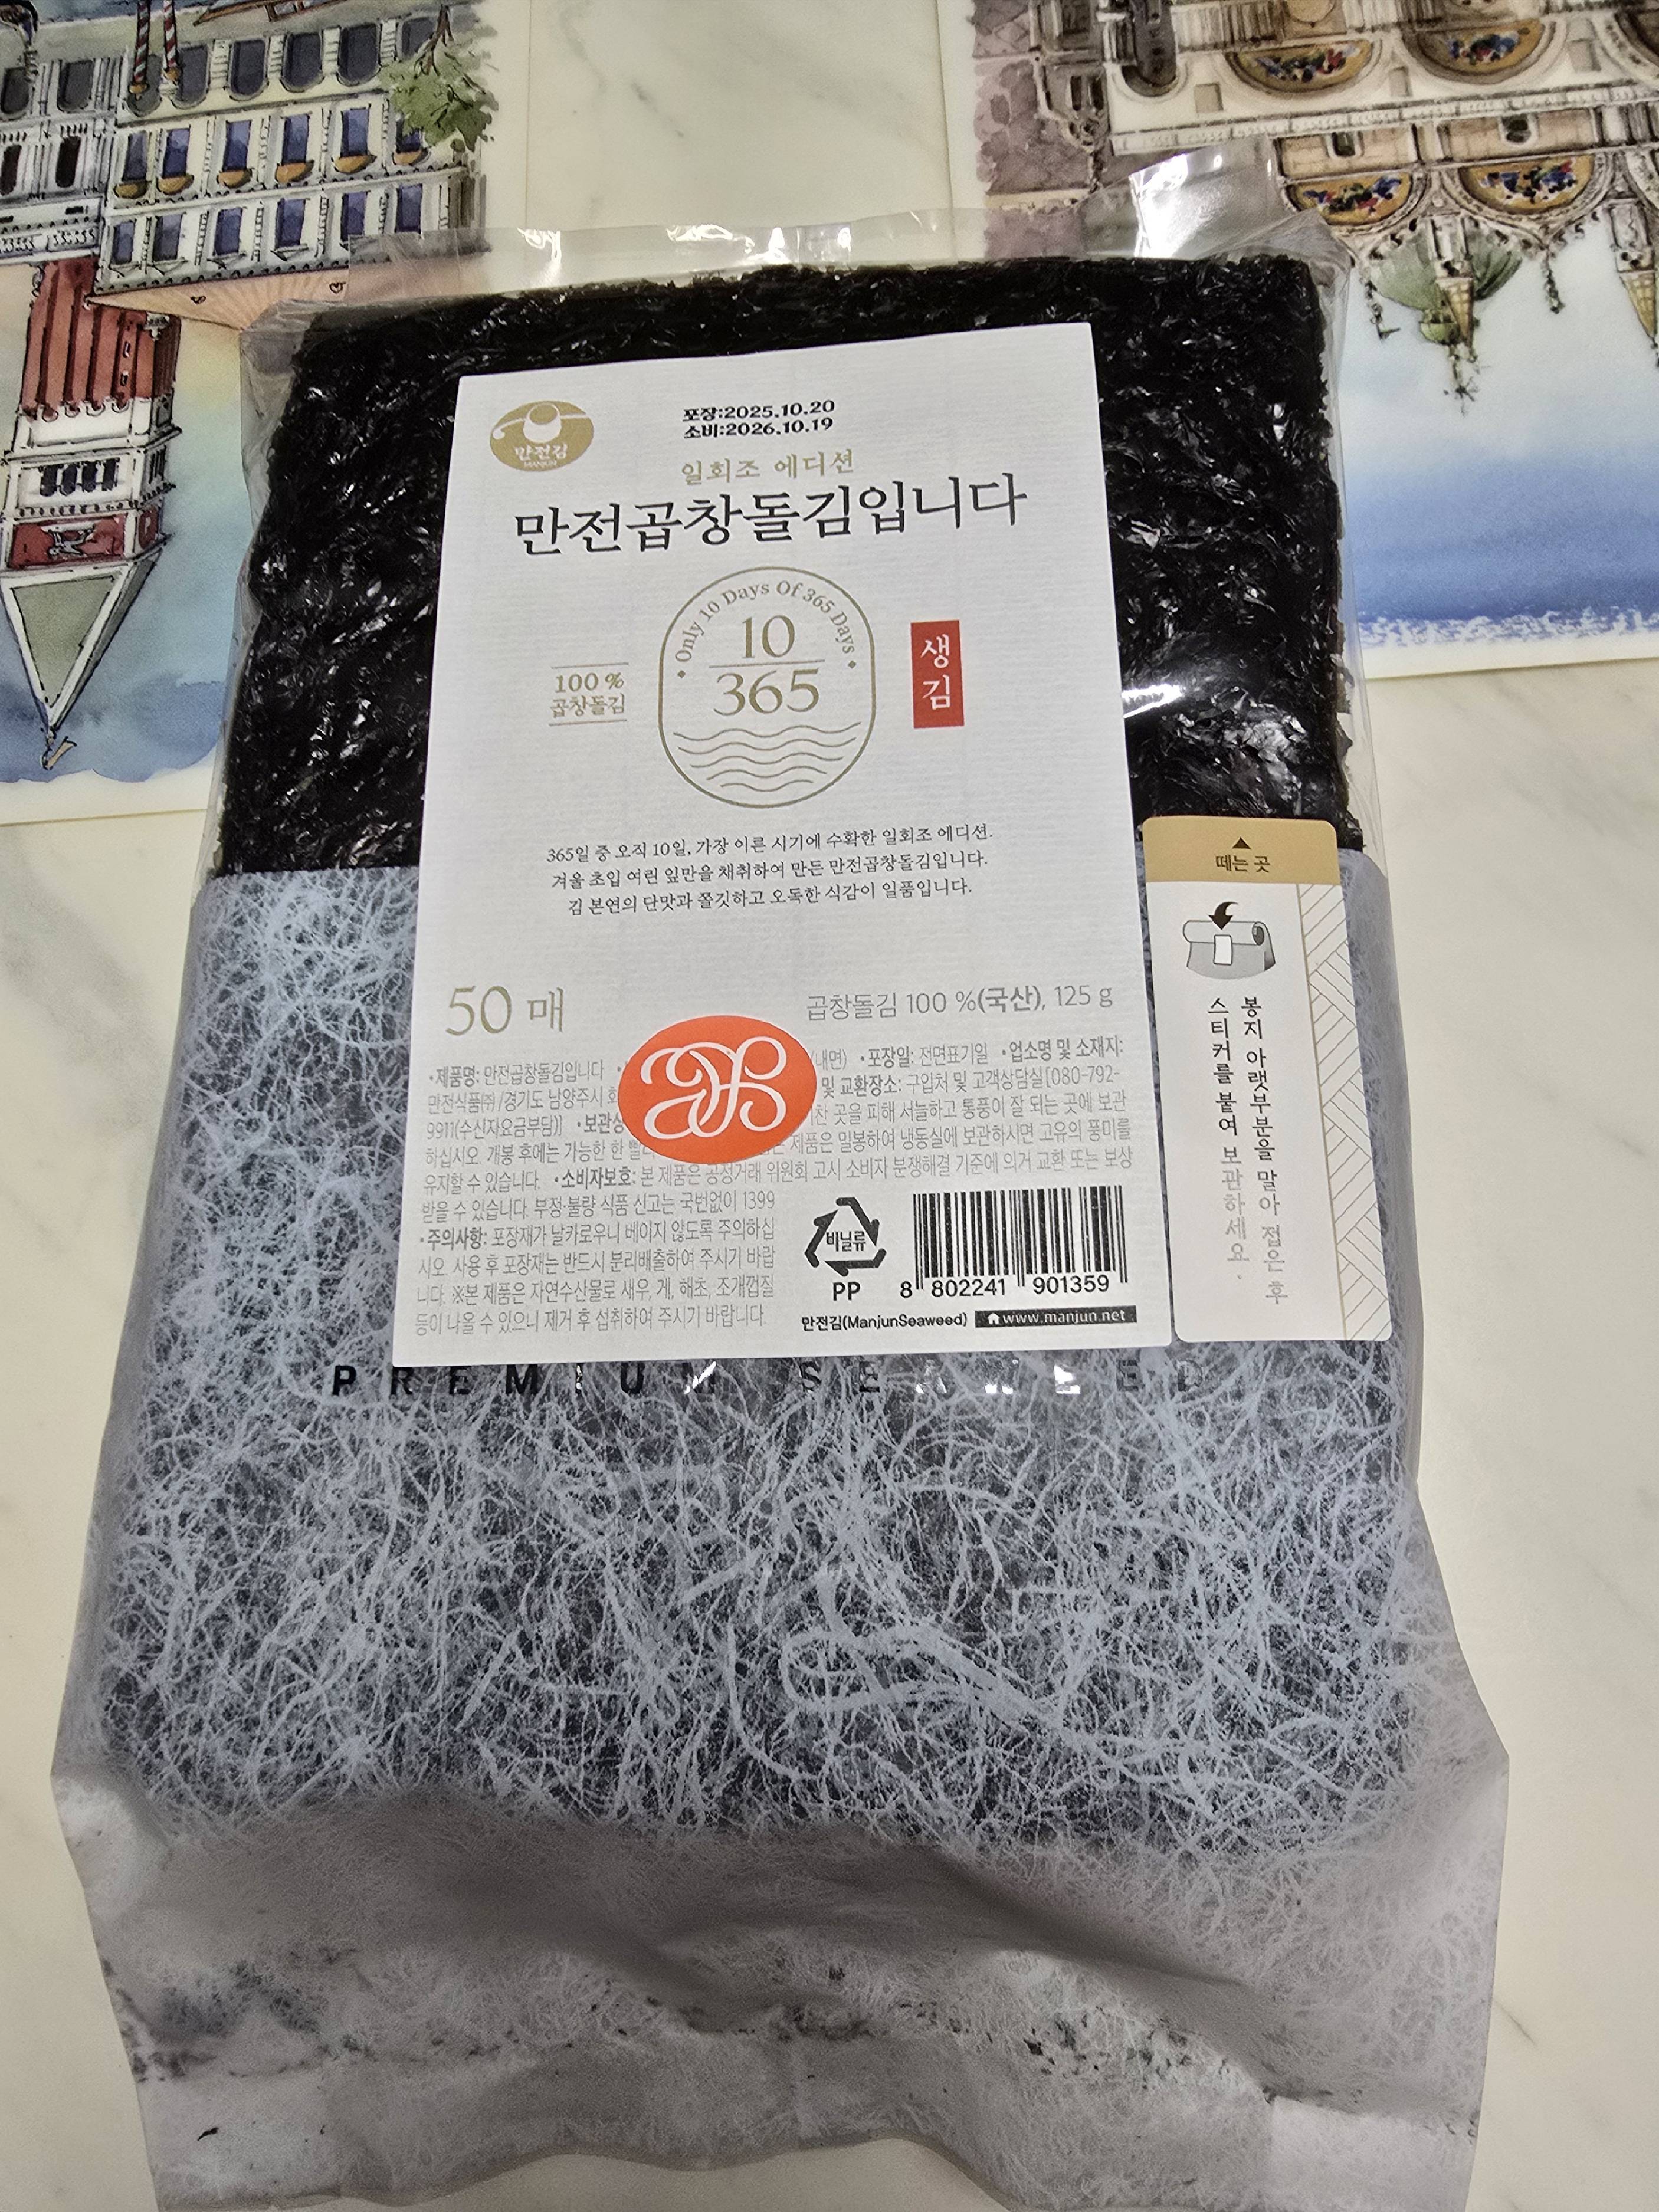 만전김
MANJUN
포장:2025.10.20
소비:2026.10.19
일회조 에디션
만전곱창돌김입니다
Only 10 Days Of 365 Days
10
365
100 %
곱창돌김
생김
365일 중 오직 10일, 가장 이른 시기에 수확한 일회조 에디션.
겨울 초입 여린 잎만을 채취하여 만든 만전곱창돌김입니다.
김 본연의 단맛과 쫄깃하고 오독한 식감이 일품입니다.
50 매
곱창돌김 100 %(국산), 125 g
•제품명: 만전곱창돌김입니다 • (내면) •포장일: 전면표기일 •업소명 및 소재지:
만전식품㈜/경기도 남양주시 및 교환장소: 구입처 및 고객상담실[080-792-
9911(수신자요금부담)] •보관상 찬 곳을 피해 서늘하고 통풍이 잘 되는 곳에 보관
하십시오. 개봉 후에는 가능한 한 제품은 밀봉하여 냉동실에 보관하시면 고유의 풍미를
유지할 수 있습니다. •소비자보호: 본 제품은 공정거래 위원회 고시 소비자 분쟁해결 기준에 의거 교환 또는 보상
받을 수 있습니다. 부정·불량 식품 신고는 국번없이 1399
•주의사항: 포장재가 날카로우니 베이지 않도록 주의하십
시오. 사용 후 포장재는 반드시 분리배출하여 주시기 바랍
니다. ※본 제품은 자연수산물로 새우, 게, 해초, 조개껍질
등이 나올 수 있으니 제거 후 섭취하여 주시기 바랍니다.
비닐류
PP
8 802241 901359
만전김(ManjunSeaweed) www.manjun.net
떼는 곳
봉지 아랫부분을 말아 접은 후
스티커를 붙여 보관하세요.
PREMIUM SEAWEED